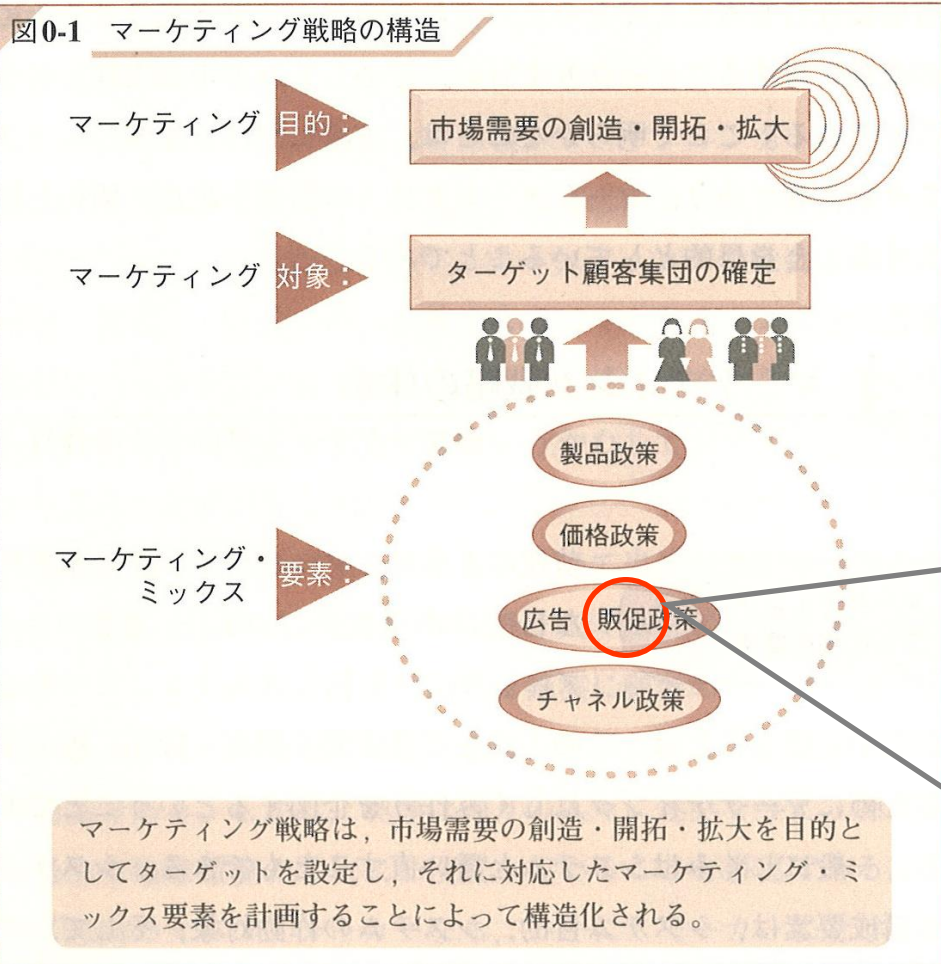 図0-1 マーケティング戦略の構造
マーケティング 目的：
市場需要の創造・開拓・拡大
マーケティング 対象：
ターゲット顧客集団の確定
製品政策
価格政策
マーケティング・
ミックス
要素：
広告・販促政策
チャネル政策
マーケティング戦略は，市場需要の創造・開拓・拡大を目的と
してターゲットを設定し，それに対応したマーケティング・ミ
ックス要素を計画することによって構造化される。